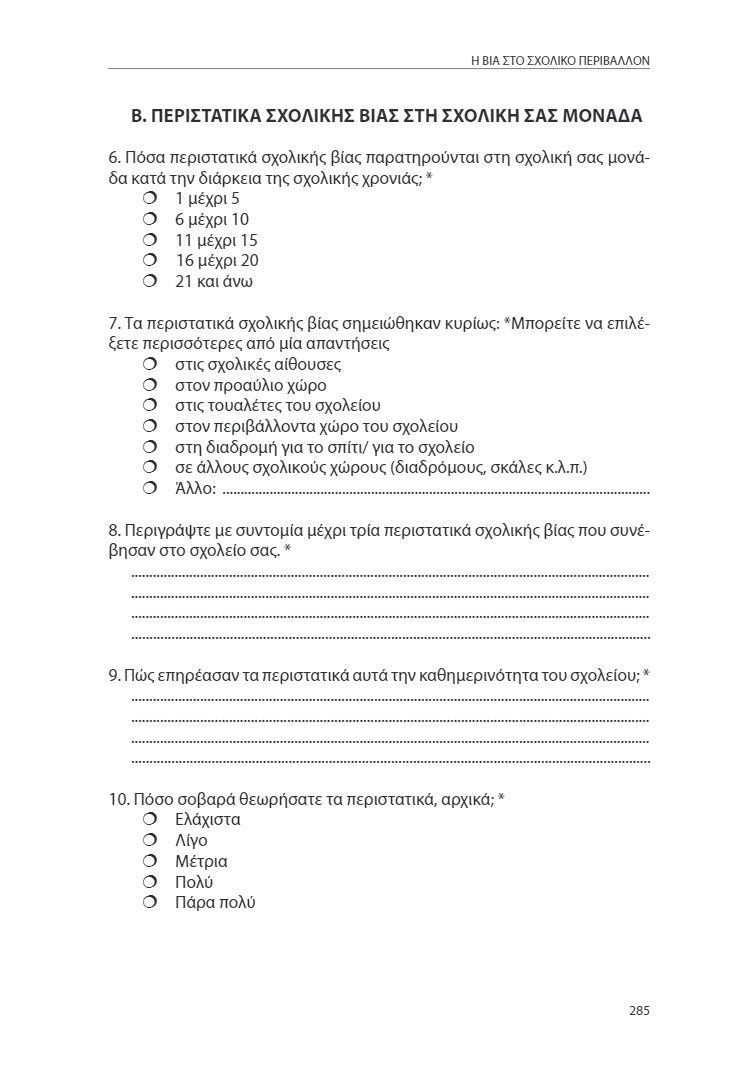 Η ΒΙΑ ΣΤΟ ΣΧΟΛΙΚΟ ΠΕΡΙΒΑΛΛΟΝ
Β. ΠΕΡΙΣΤΑΤΙΚΑ ΣΧΟΛΙΚΗΣ ΒΙΑΣ ΣΤΗ ΣΧΟΛΙΚΗ ΣΑΣ ΜΟΝΑΔΑ
6. Πόσα περιστατικά σχολικής βίας παρατηρούνται στη σχολική σας μονά-
δα κατά την διάρκεια της σχολικής χρονιάς; *
❍ 1 μέχρι 5
❍ 6 μέχρι 10
❍ 11 μέχρι 15
❍ 16 μέχρι 20
❍ 21 και άνω
7. Τα περιστατικά σχολικής βίας σημειώθηκαν κυρίως: *Μπορείτε να επιλέ-
ξετε περισσότερες από μία απαντήσεις
❍ στις σχολικές αίθουσες
❍ στον προαύλιο χώρο
❍ στις τουαλέτες του σχολείου
❍ στον περιβάλλοντα χώρο του σχολείου
❍ στη διαδρομή για το σπίτι/ για το σχολείο
❍ σε άλλους σχολικούς χώρους (διαδρόμους, σκάλες κ.λ.π.)
❍ Άλλο: ........................................................................
8. Περιγράψτε με συντομία μέχρι τρία περιστατικά σχολικής βίας που συνέ-
βησαν στο σχολείο σας. *
........................................................................
........................................................................
........................................................................
........................................................................
9. Πώς επηρέασαν τα περιστατικά αυτά την καθημερινότητα του σχολείου; *
........................................................................
........................................................................
........................................................................
........................................................................
10. Πόσο σοβαρά θεωρήσατε τα περιστατικά, αρχικά; *
❍ Ελάχιστα
❍ Λίγο
❍ Μέτρια
❍ Πολύ
❍ Πάρα πολύ
285